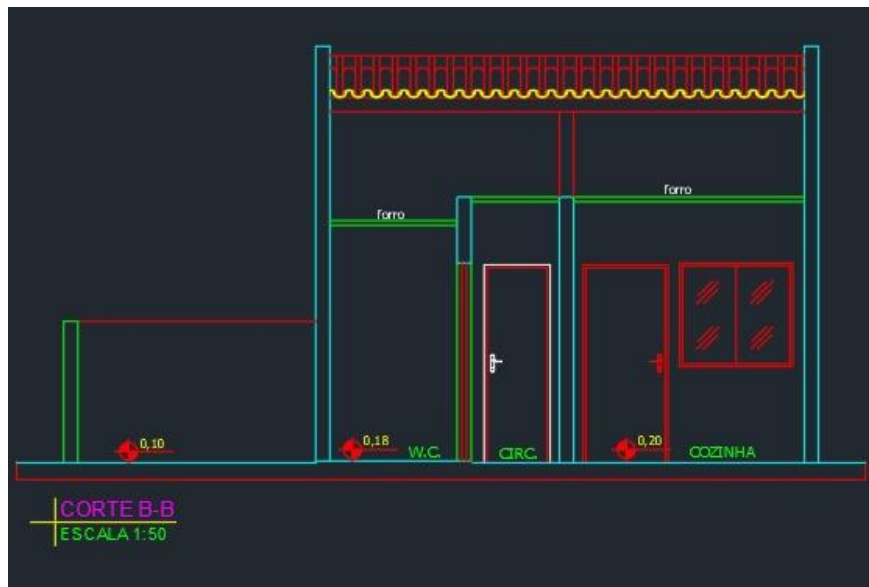 forro
forro
0,10
0,18
W.C.
CIRC.
0,20
COZINHA
CORTE B-B
ESCALA 1:50